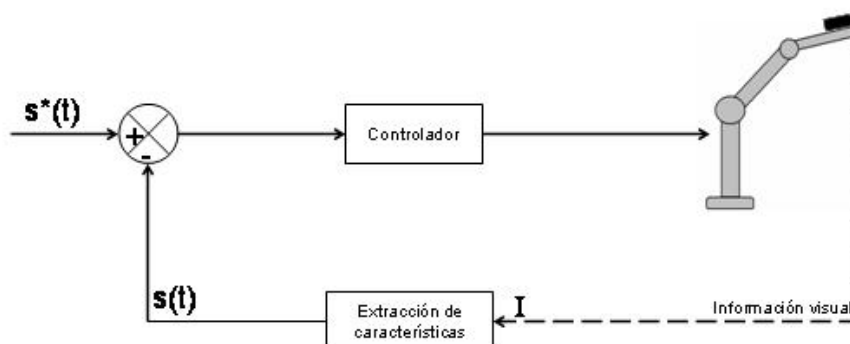 s*(t)
+
-
Controlador
s(t)
Extracción de
características
I
Información visual